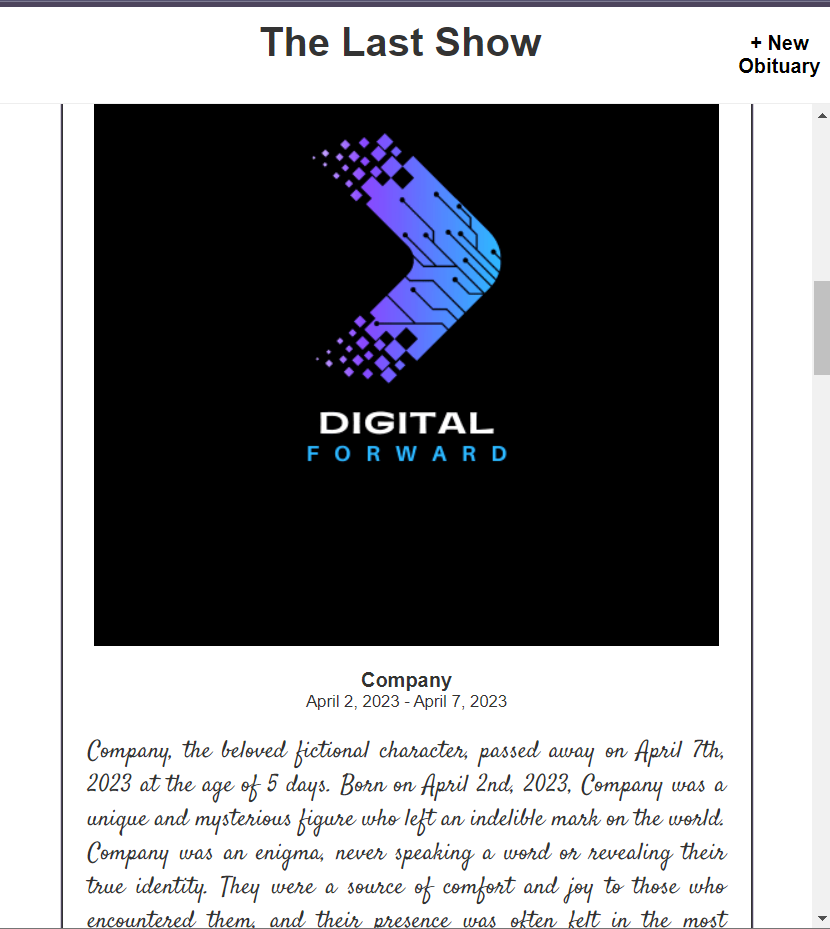 The Last Show
+ New
Obituary
DIGITAL
FORWARD
Company
April 2, 2023 - April 7, 2023
Company, the beloved fictional character, passed away on April 7th,
2023 at the age of 5 days. Born on April 2nd, 2023, Company was a
unique and mysterious figure who left an indelible mark on the world.
Company was an enigma, never speaking a word or revealing their
true identity. They were a source of comfort and joy to those who
encountered them, and their presence was often felt in the most